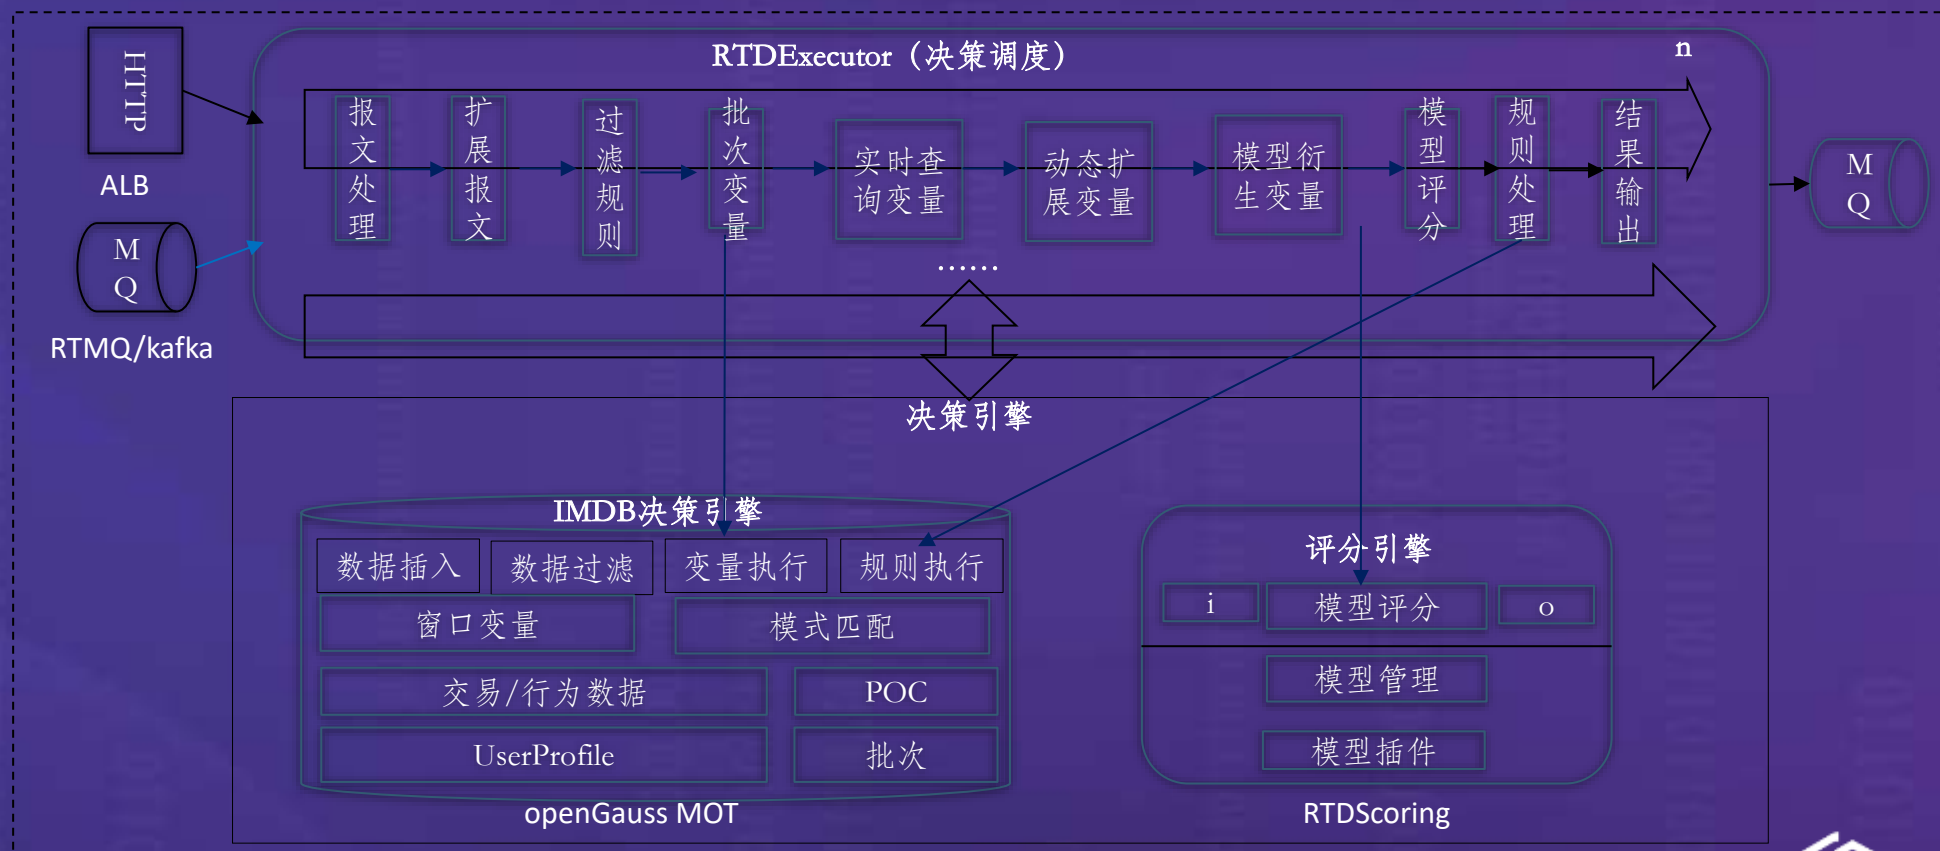 RTDExecutor（决策调度）
n
HTTP
ALB
MQ
RTMQ/kafka
报文处理
扩展报文
过滤规则
批次变量
实时查
询变量
动态扩
展变量
模型衍
生变量
模型评分
规则处理
结果输出
MQ
......
决策引擎
IMDB决策引擎
数据插入
数据过滤
变量执行
规则执行
窗口变量
模式匹配
交易/行为数据
POC
UserProfile
批次
openGauss MOT
评分引擎
i
模型评分
o
模型管理
模型插件
RTDScoring